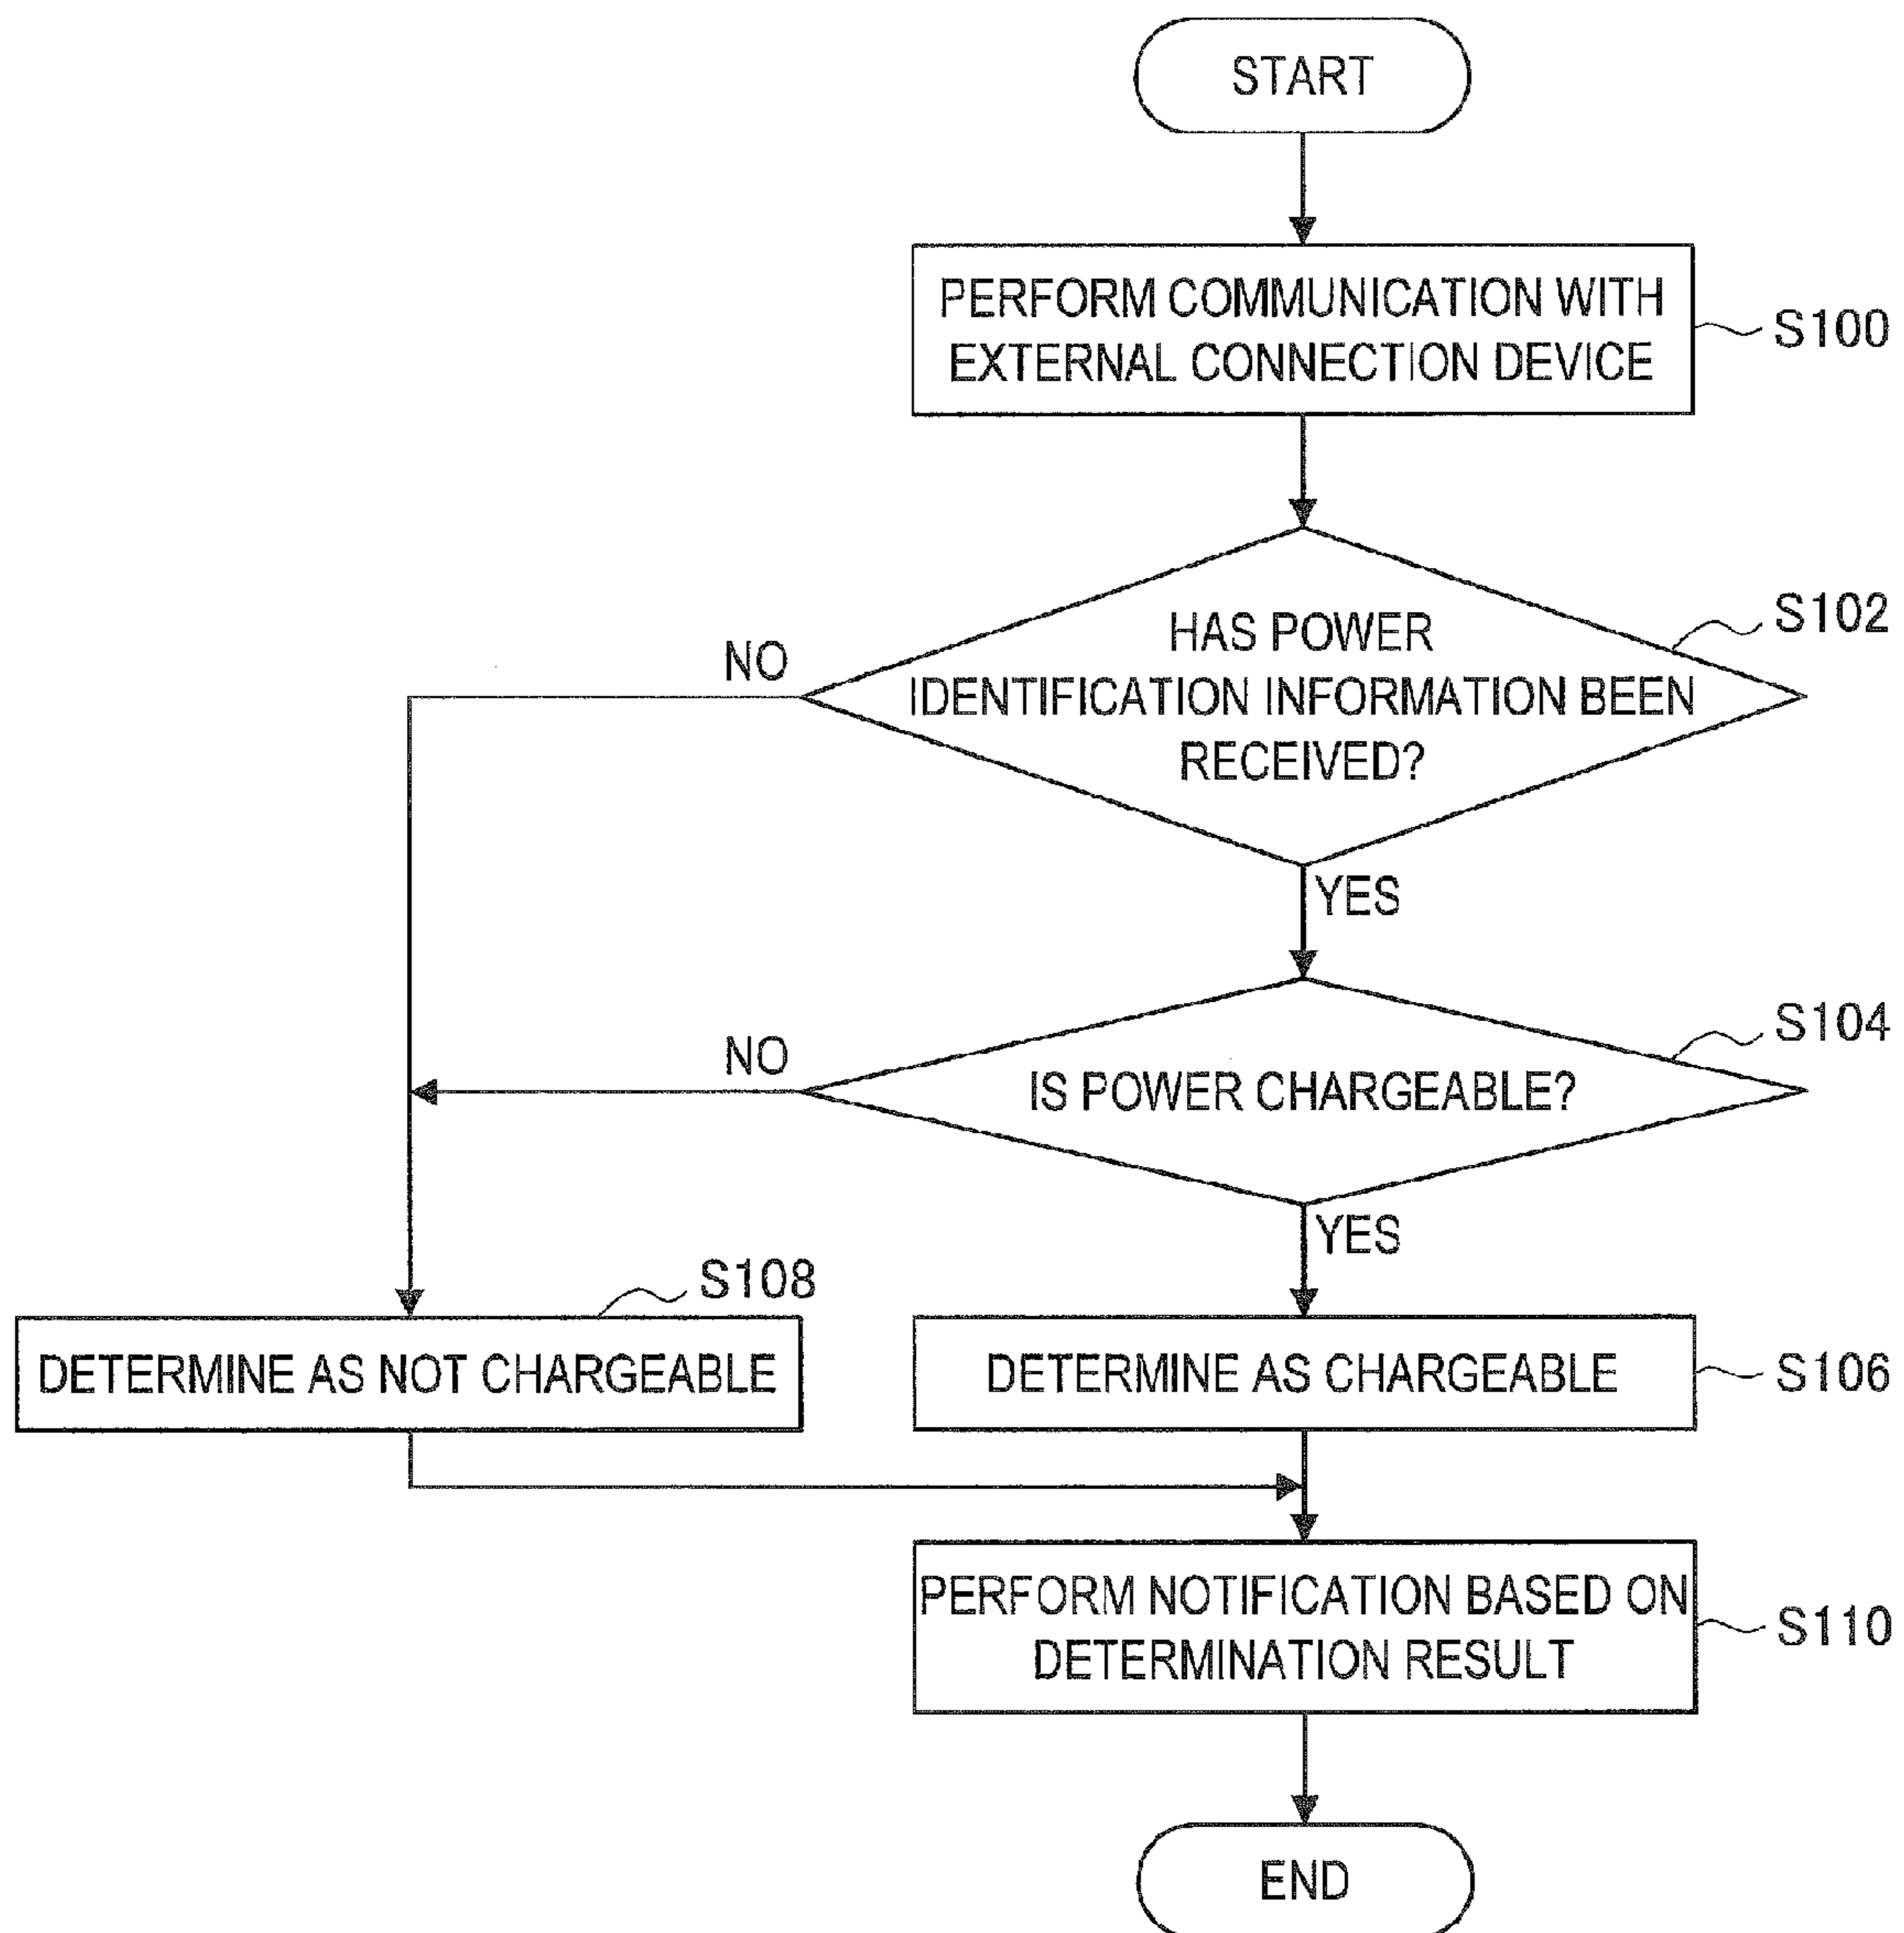 START
PERFORM COMMUNICATION WITH
EXTERNAL CONNECTION DEVICE
S100
HAS POWER
IDENTIFICATION INFORMATION BEEN
RECEIVED?
S102
NO
YES
IS POWER CHARGEABLE?
S104
NO
YES
S108
DETERMINE AS NOT CHARGEABLE
DETERMINE AS CHARGEABLE
S106
PERFORM NOTIFICATION BASED ON
DETERMINATION RESULT
S110
END